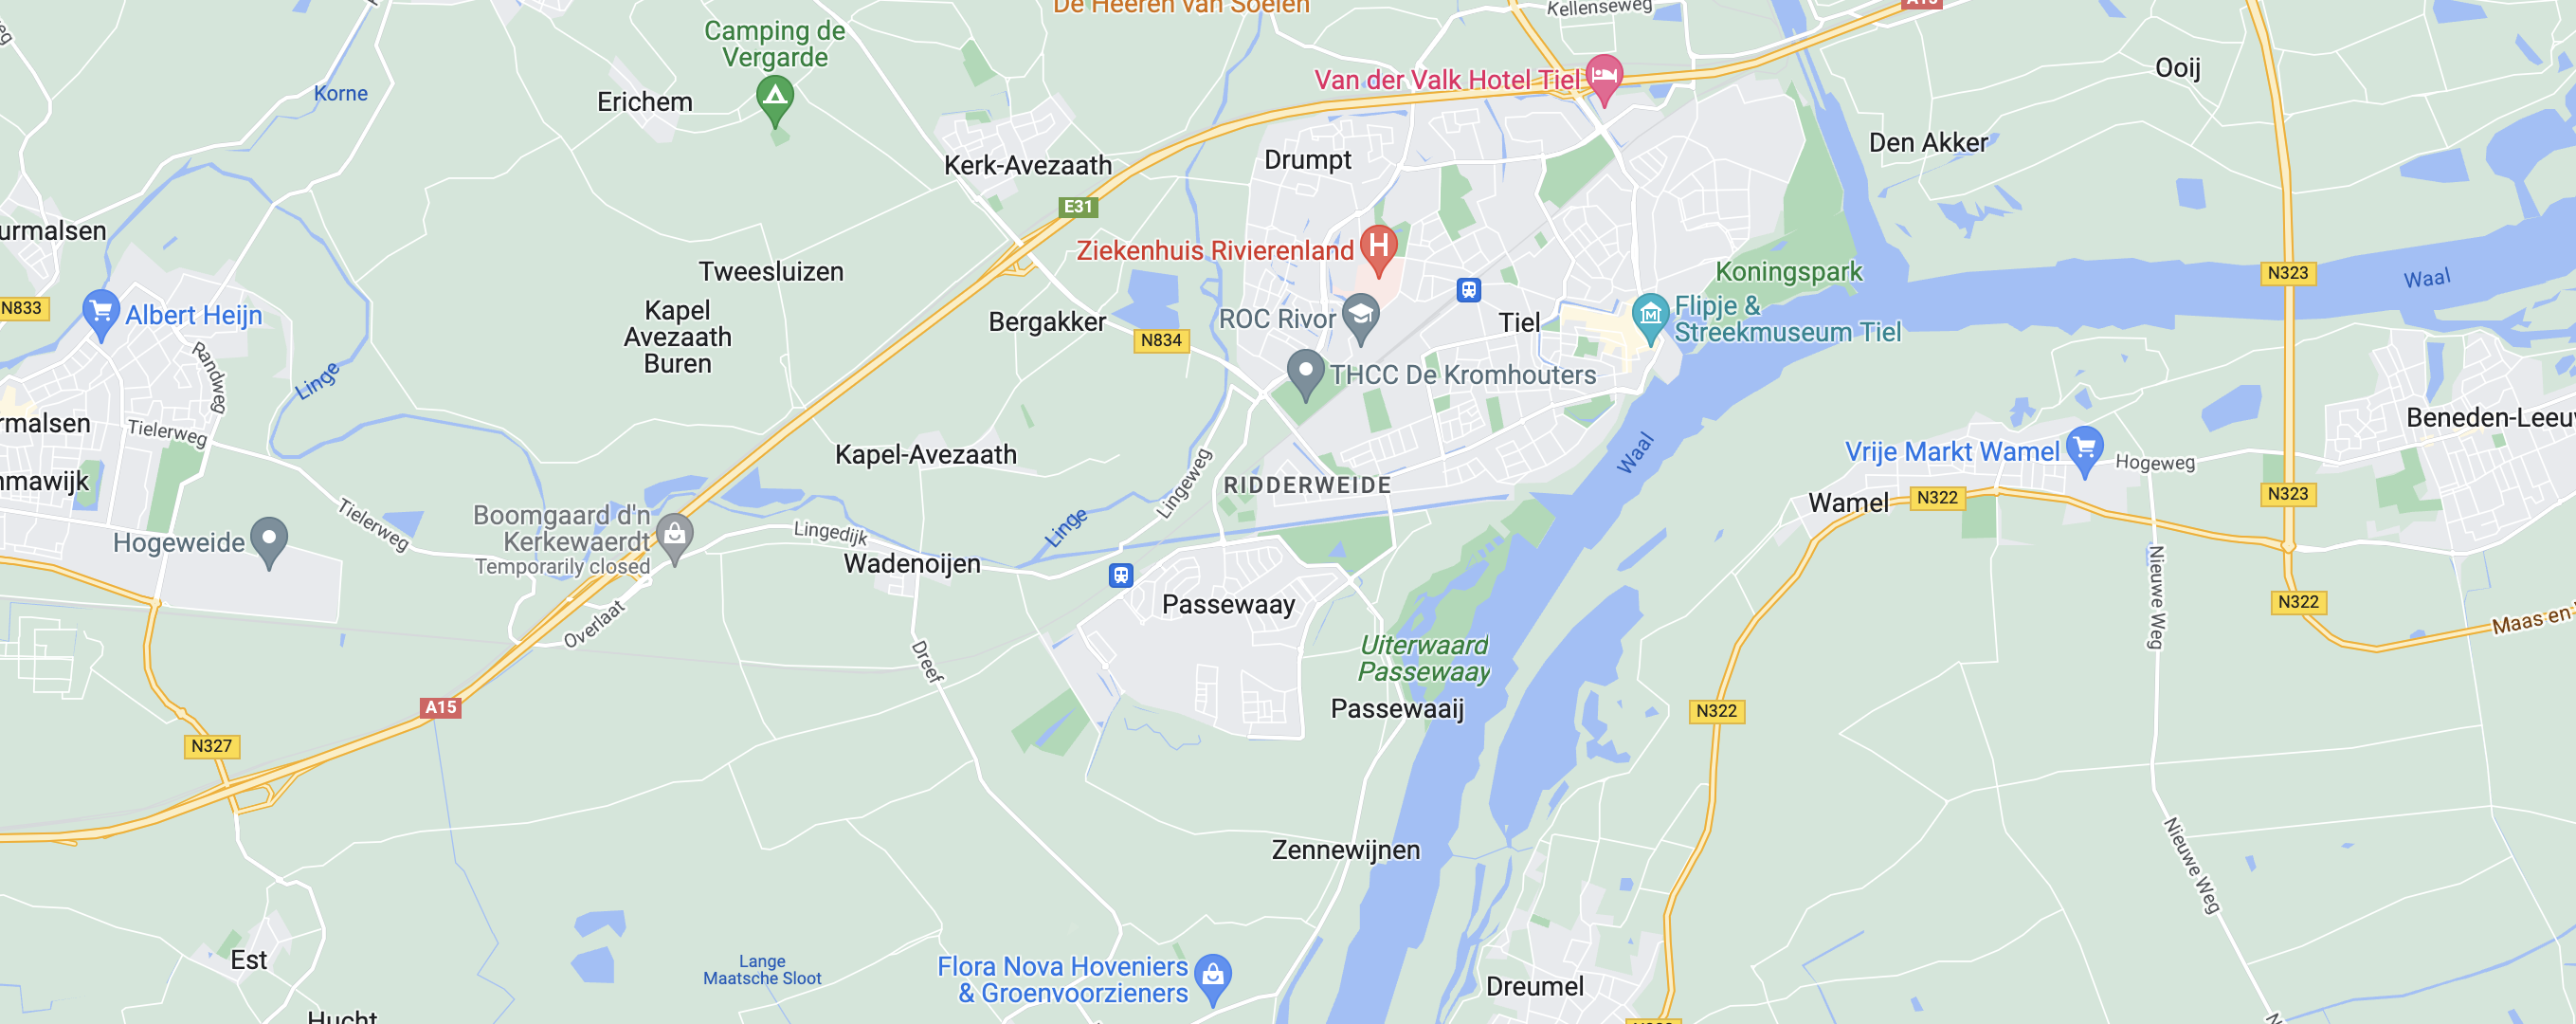 De Heeren van Soelen
Kellenseweg
A15
Camping de
Vergarde
Korne
Erichem
Van der Valk Hotel Tiel
Ooij
Kerk-Avezaath
Drumpt
Den Akker
E31
urmalsen
Tweesluizen
Ziekenhuis Rivierenland
Koningspark
N323
Waal
N833
Albert Heijn
Kapel
Avezaath
Buren
Bergakker
N834
ROC Rivor
Tiel
Flipje &
Streekmuseum Tiel
Randweg
Linge
THCC De Kromhouters
rmalsen
Tielerweg
Kapel-Avezaath
Lingeweg
Waal
Vrije Markt Wamel
Hogeweg
Beneden-Leeuw
mawijk
RIDDERWEIDE
Wamel
N322
N323
Tielerweg
Boomgaard d'n
Kerkewaerdt
Temporarily closed
Hogeweide
Lingedijk
Linge
Wadenoijen
Passewaay
Nieuwe Weg
N322
Maas en
Overlaat
Dreef
Uiterwaard
Passewaay
Passewaaij
A15
N322
N327
Zennewijnen
Nieuwe Weg
Est
Lange
Maatsche Sloot
Flora Nova Hoveniers
& Groenvoorzieners
Dreumel
Hucht